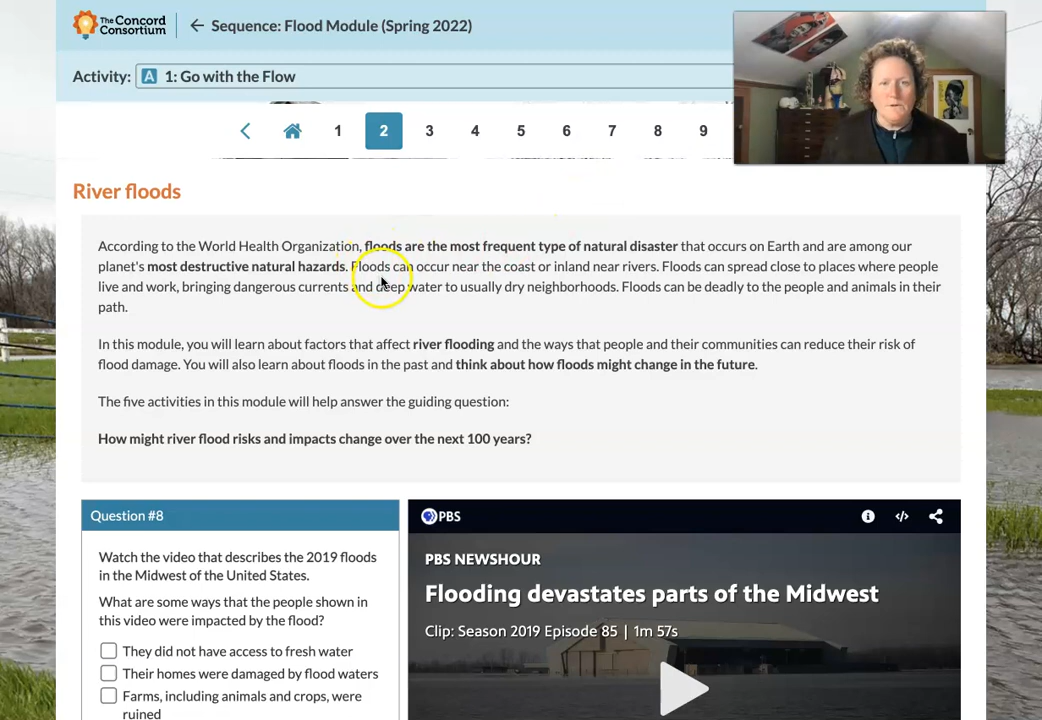 The Concord
Consortium
Sequence: Flood Module (Spring 2022)
Activity: A 1: Go with the Flow
1 2 3 4 5 6 7 8 9
River floods
According to the World Health Organization, floods are the most frequent type of natural disaster that occurs on Earth and are among our
planet's most destructive natural hazards. Floods can occur near the coast or inland near rivers. Floods can spread close to places where people
live and work, bringing dangerous currents and deep water to usually dry neighborhoods. Floods can be deadly to the people and animals in their
path.
In this module, you will learn about factors that affect river flooding and the ways that people and their communities can reduce their risk of
flood damage. You will also learn about floods in the past and think about how floods might change in the future.
The five activities in this module will help answer the guiding question:
How might river flood risks and impacts change over the next 100 years?
Question #8
Watch the video that describes the 2019 floods
in the Midwest of the United States.
What are some ways that the people shown in
this video were impacted by the flood?
They did not have access to fresh water
Their homes were damaged by flood waters
Farms, including animals and crops, were
ruined
PBS
PBS NEWSHOUR
Flooding devastates parts of the Midwest
Clip: Season 2019 Episode 85 | 1m 57s